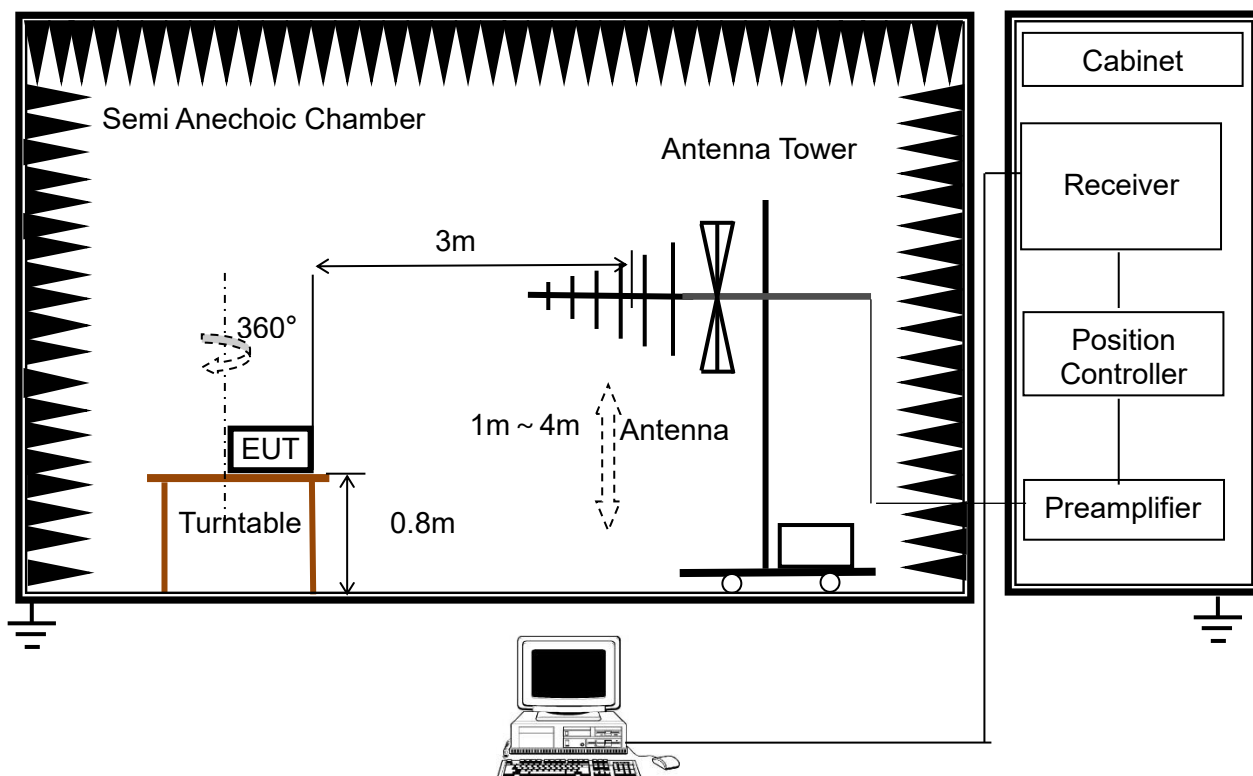 Cabinet
Semi Anechoic Chamber
Antenna Tower
Receiver
3m
360°
Position
Controller
1m ~ 4m
Antenna
EUT
Turntable
0.8m
Preamplifier